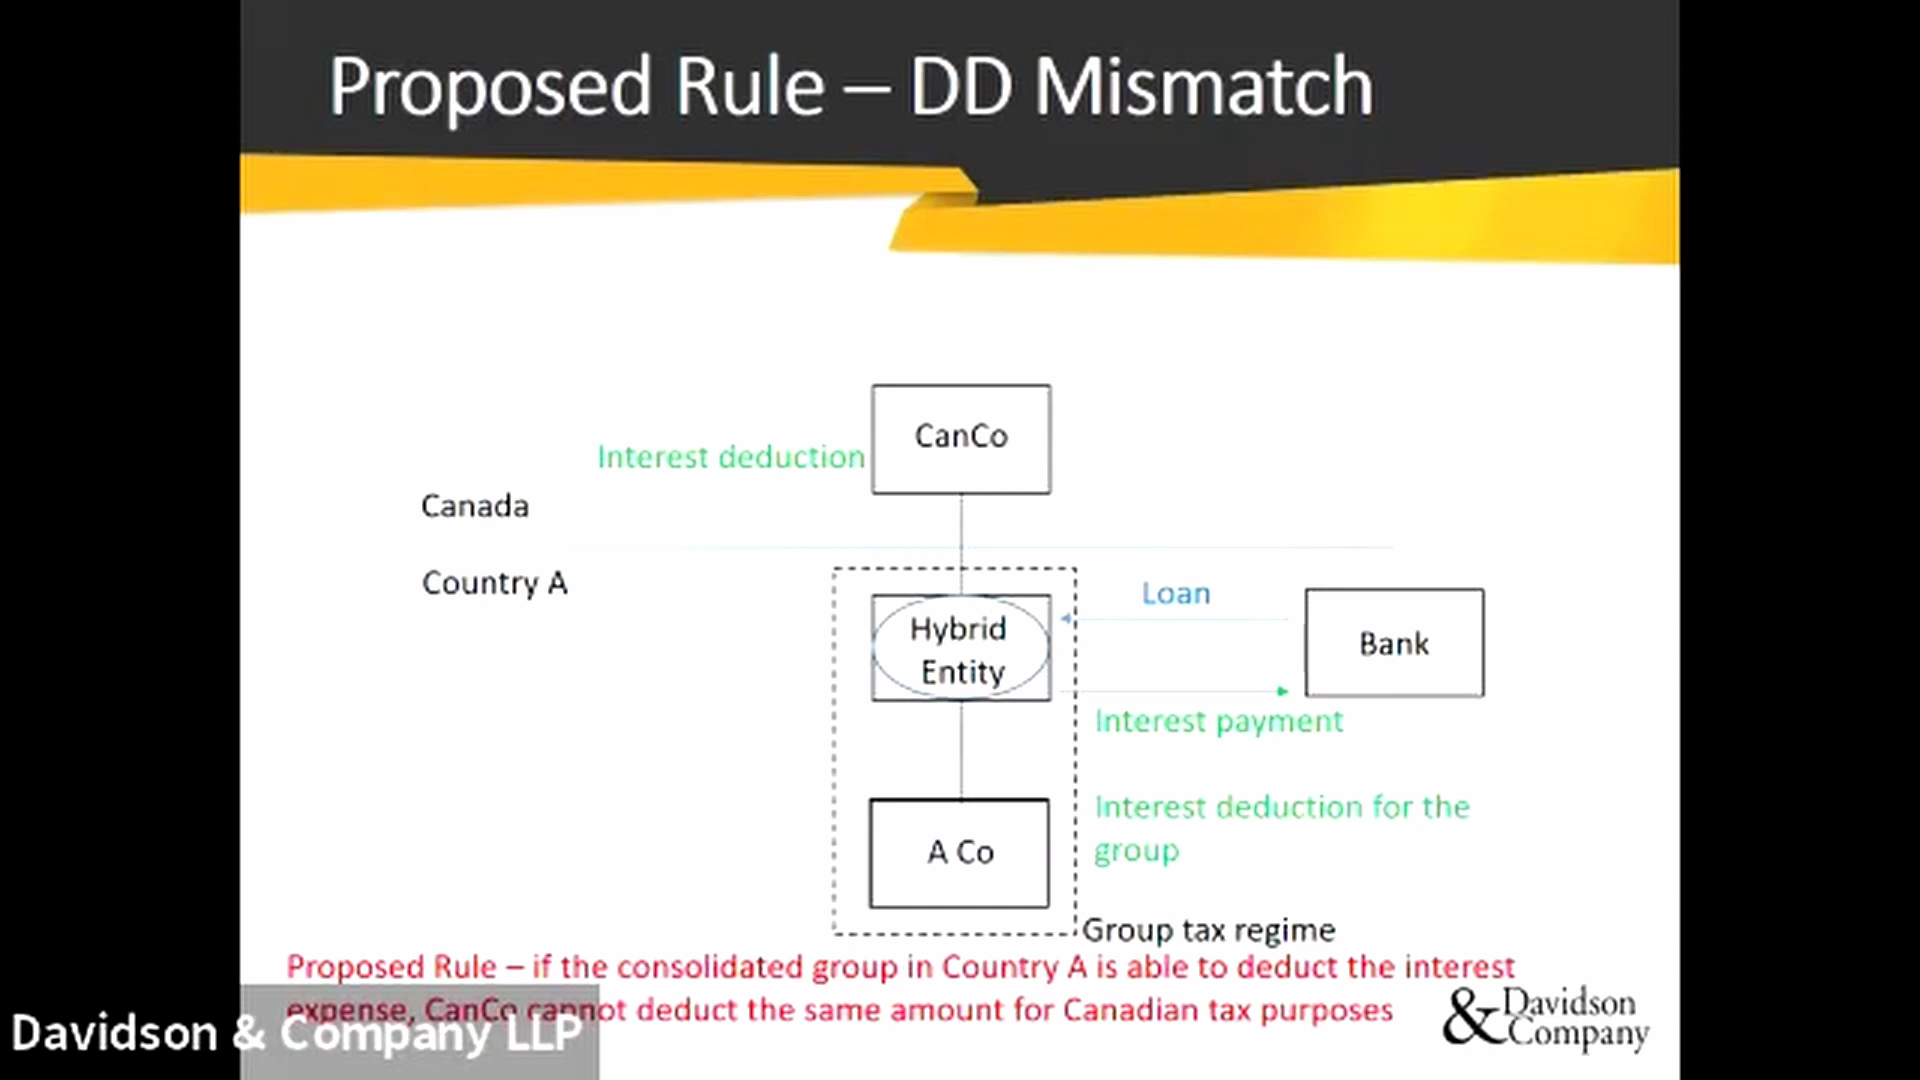 Proposed Rule – DD Mismatch
CanCo
Interest deduction
Canada
Country A
Loan
Hybrid
Entity
Bank
Interest payment
Interest deduction for the
group
A Co
Group tax regime
Proposed Rule – if the consolidated group in Country A is able to deduct the interest
expense, CanCo cannot deduct the same amount for Canadian tax purposes
& Davidson
Company
Davidson & Company LLP